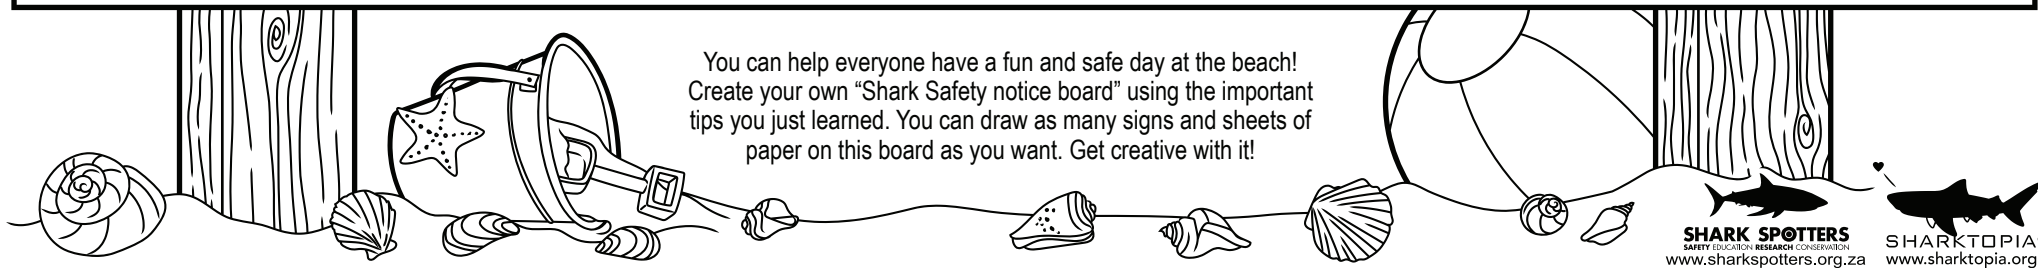 You can help everyone have a fun and safe day at the beach!
Create your own “Shark Safety notice board” using the important
tips you just learned. You can draw as many signs and sheets of
paper on this board as you want. Get creative with it!
SHARK SPOTTERS
SAFETY EDUCATION RESEARCH CONSERVATION
www.sharkspotters.org.za
SHARKTOPIA
www.sharktopia.org